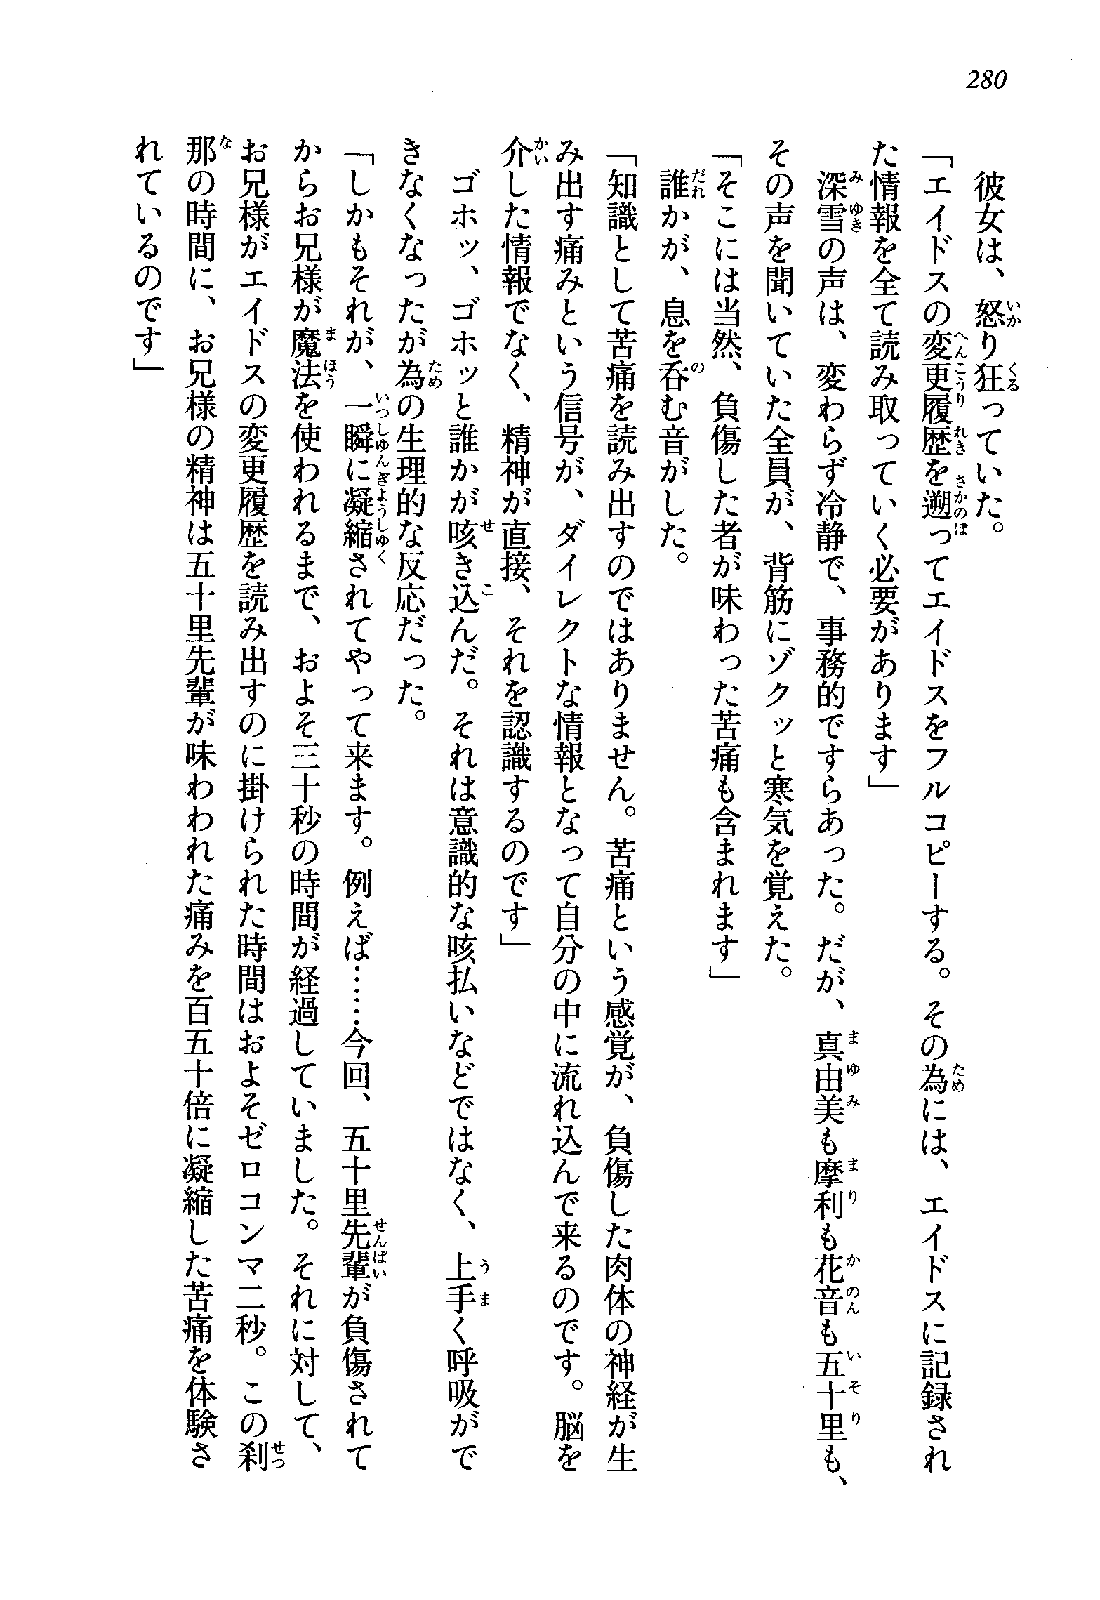 280
彼女は、怒り狂っていた。
「エイドスの変更履歴を遡ってエイドスをフルコピーする。その為には、エイドスに記録され
た情報を全て読み取っていく必要があります」
深雪の声は、変わらず冷静で、事務的ですらあった。だが、真由美も摩利も花音も五十里も、
その声を聞いていた全員が、背筋にゾクッと寒気を覚えた。
「そこには当然、負傷した者が味わった苦痛も含まれます」
誰かが、息を呑む音がした。
「知識として苦痛を読み出すのではありません。苦痛という感覚が、負傷した肉体の神経が生
み出す痛みという信号が、ダイレクトな情報となって自分の中に流れ込んで来るのです。脳を
介した情報でなく、精神が直接、それを認識するのです」
ゴホッ、ゴホッと誰かが咳き込んだ。それは意識的な咳払いなどではなく、上手く呼吸がで
きなくなったが為の生理的な反応だった。
「しかもそれが、一瞬に凝縮されてやって来ます。例えば……今回、五十里先輩が負傷されて
からお兄様が魔法を使われるまで、およそ三十秒の時間が経過していました。それに対して、
お兄様がエイドスの変更履歴を読み出すのに掛けられた時間はおよそゼロコンマ二秒。この刹
那の時間に、お兄様の精神は五十里先輩が味わわれた痛みを百五十倍に凝縮した苦痛を体験さ
れているのです」